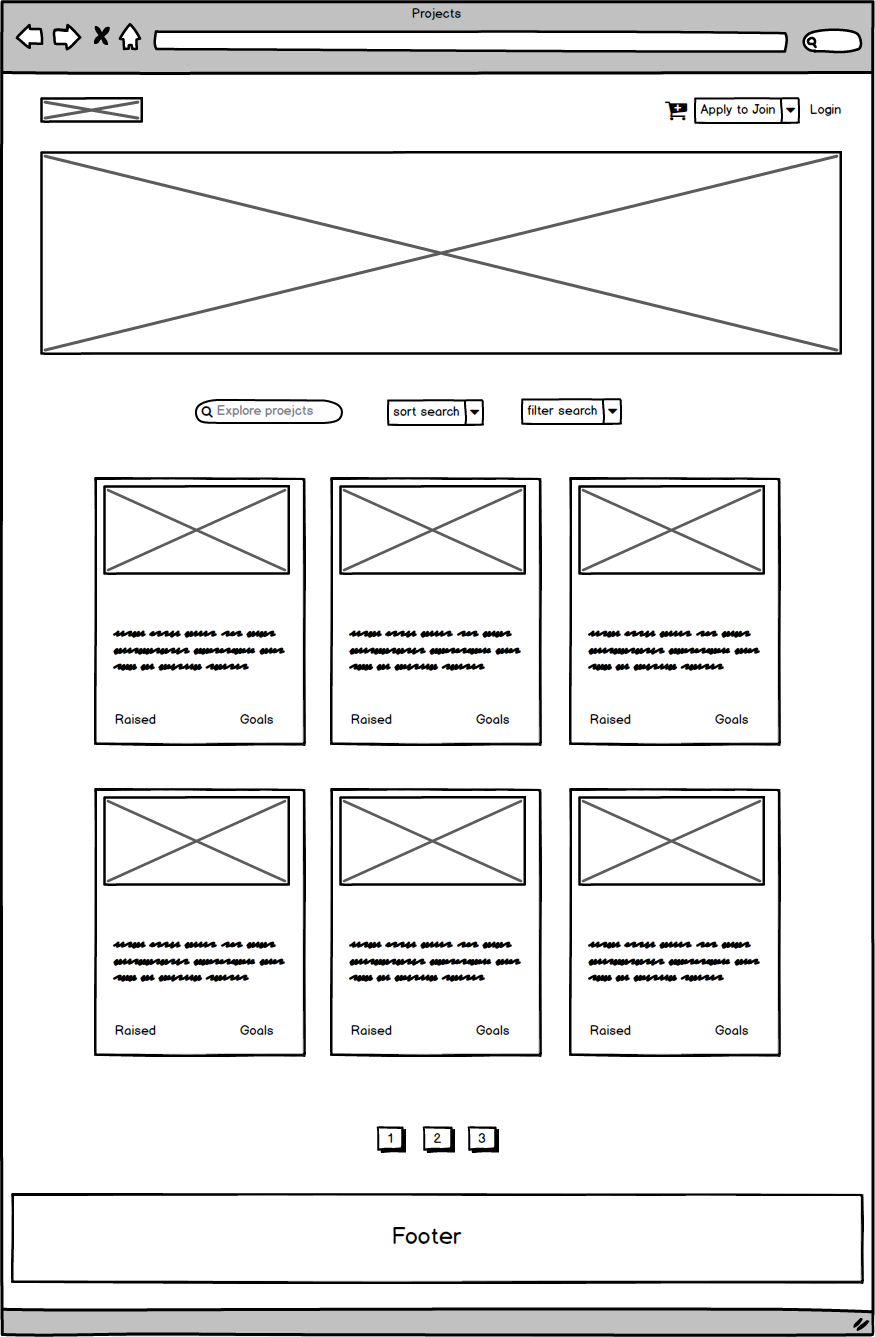 Projects
Apply to Join
Login
Explore proejcts
sort search
filter search
Raised Goals Raised Goals Raised Goals
Raised Goals Raised Goals Raised Goals
1 2 3
Footer